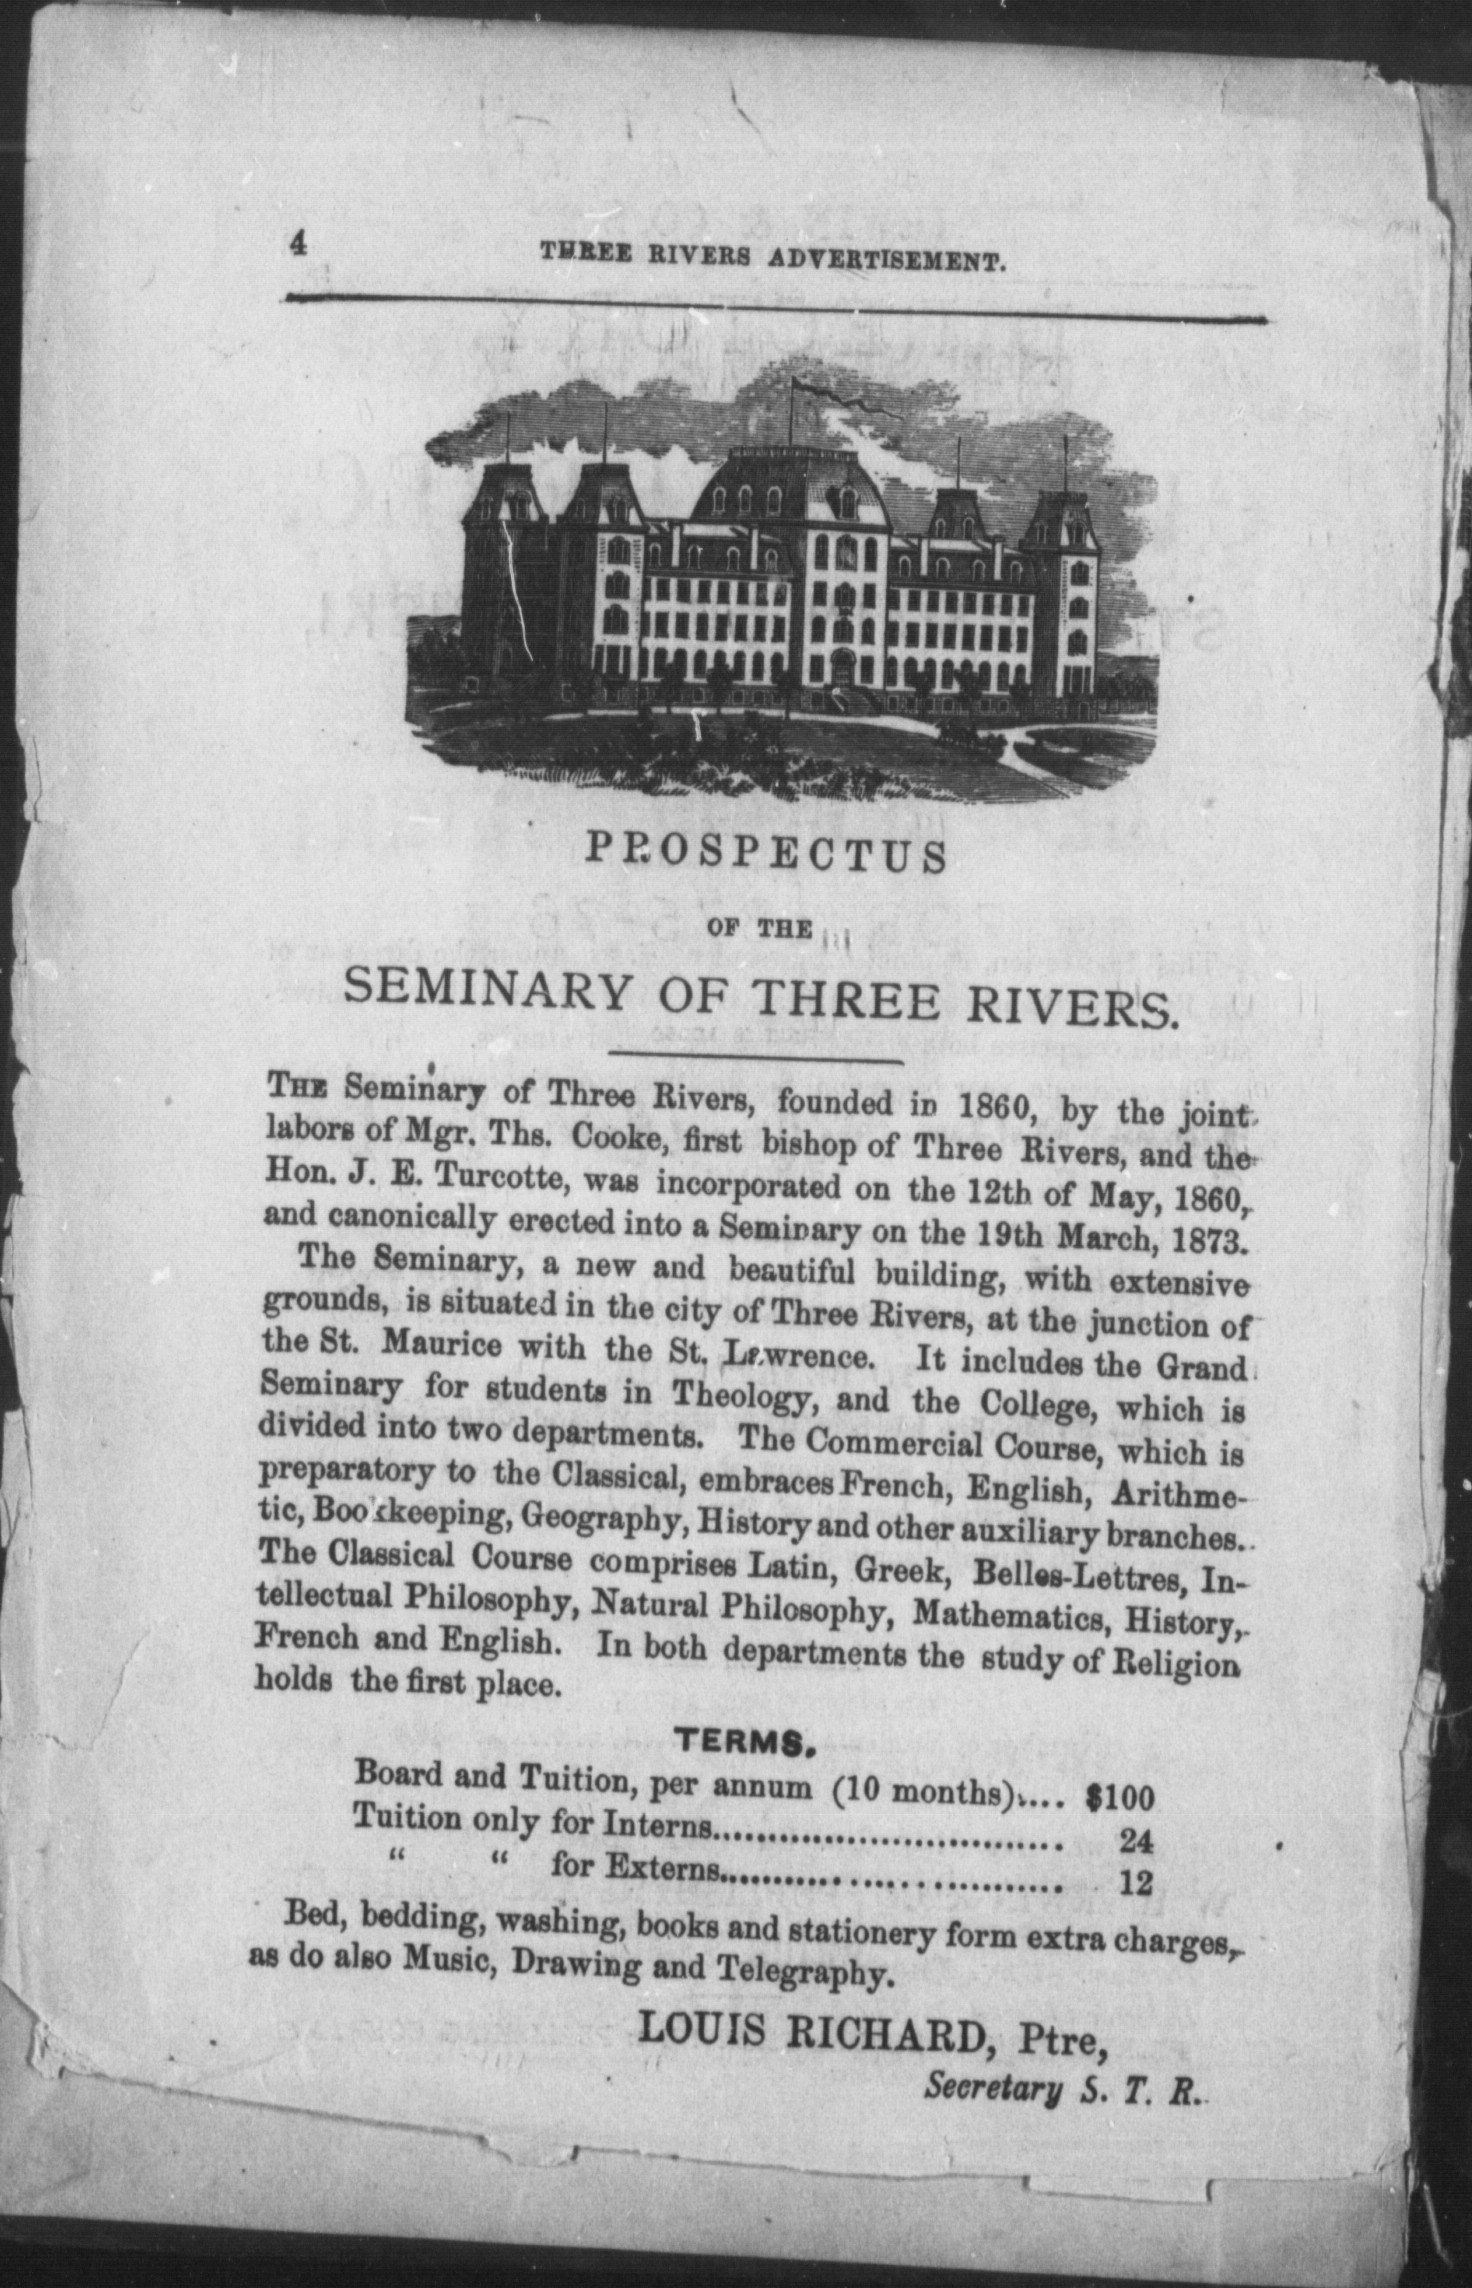 4
THREE RIVERS ADVERTISEMENT.
PROSPECTUS
OF THE
SEMINARY OF THREE RIVERS.
THE Seminary of Three Rivers, founded in 1860, by the joint
labors of Mgr. Ths. Cooke, first bishop of Three Rivers, and the
Hon. J. E. Turcotte, was incorporated on the 12th of May, 1860,
and canonically erected into a Seminary on the 19th March, 1873.
The Seminary, a new and beautiful building, with extensive
grounds, is situated in the city of Three Rivers, at the junction of
the St. Maurice with the St. Lawrence. It includes the Grand
Seminary for students in Theology, and the College, which is
divided into two departments. The Commercial Course, which is
preparatory to the Classical, embraces French, English, Arithme-
tic, Bookkeeping, Geography, History and other auxiliary branches.
The Classical Course comprises Latin, Greek, Belles-Lettres, In-
tellectual Philosophy, Natural Philosophy, Mathematics, History,
French and English. In both departments the study of Religion
holds the first place.
TERMS.
Board and Tuition, per annum (10 months).... $100
Tuition only for Interns................................ 24
" " for Externs................................ 12
Bed, bedding, washing, books and stationery form extra charges,
as do also Music, Drawing and Telegraphy.
LOUIS RICHARD, Ptre,
Secretary S. T. R.